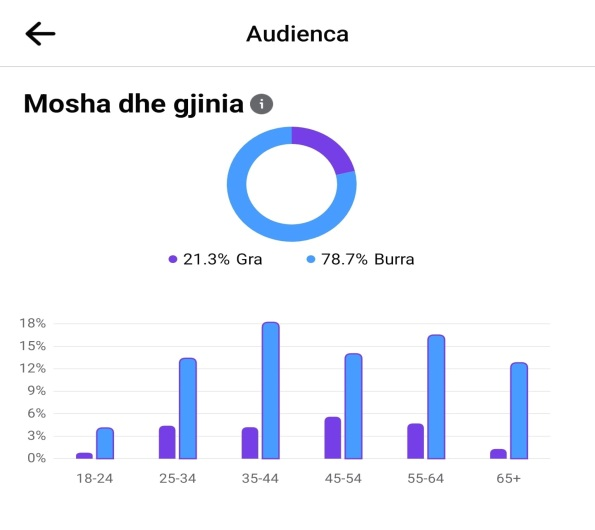 Audienca
Mosha dhe gjinia
21.3% Gra 78.7% Burra
18%
15%
12%
9%
6%
3%
0%
18-24 25-34 35-44 45-54 55-64 65+